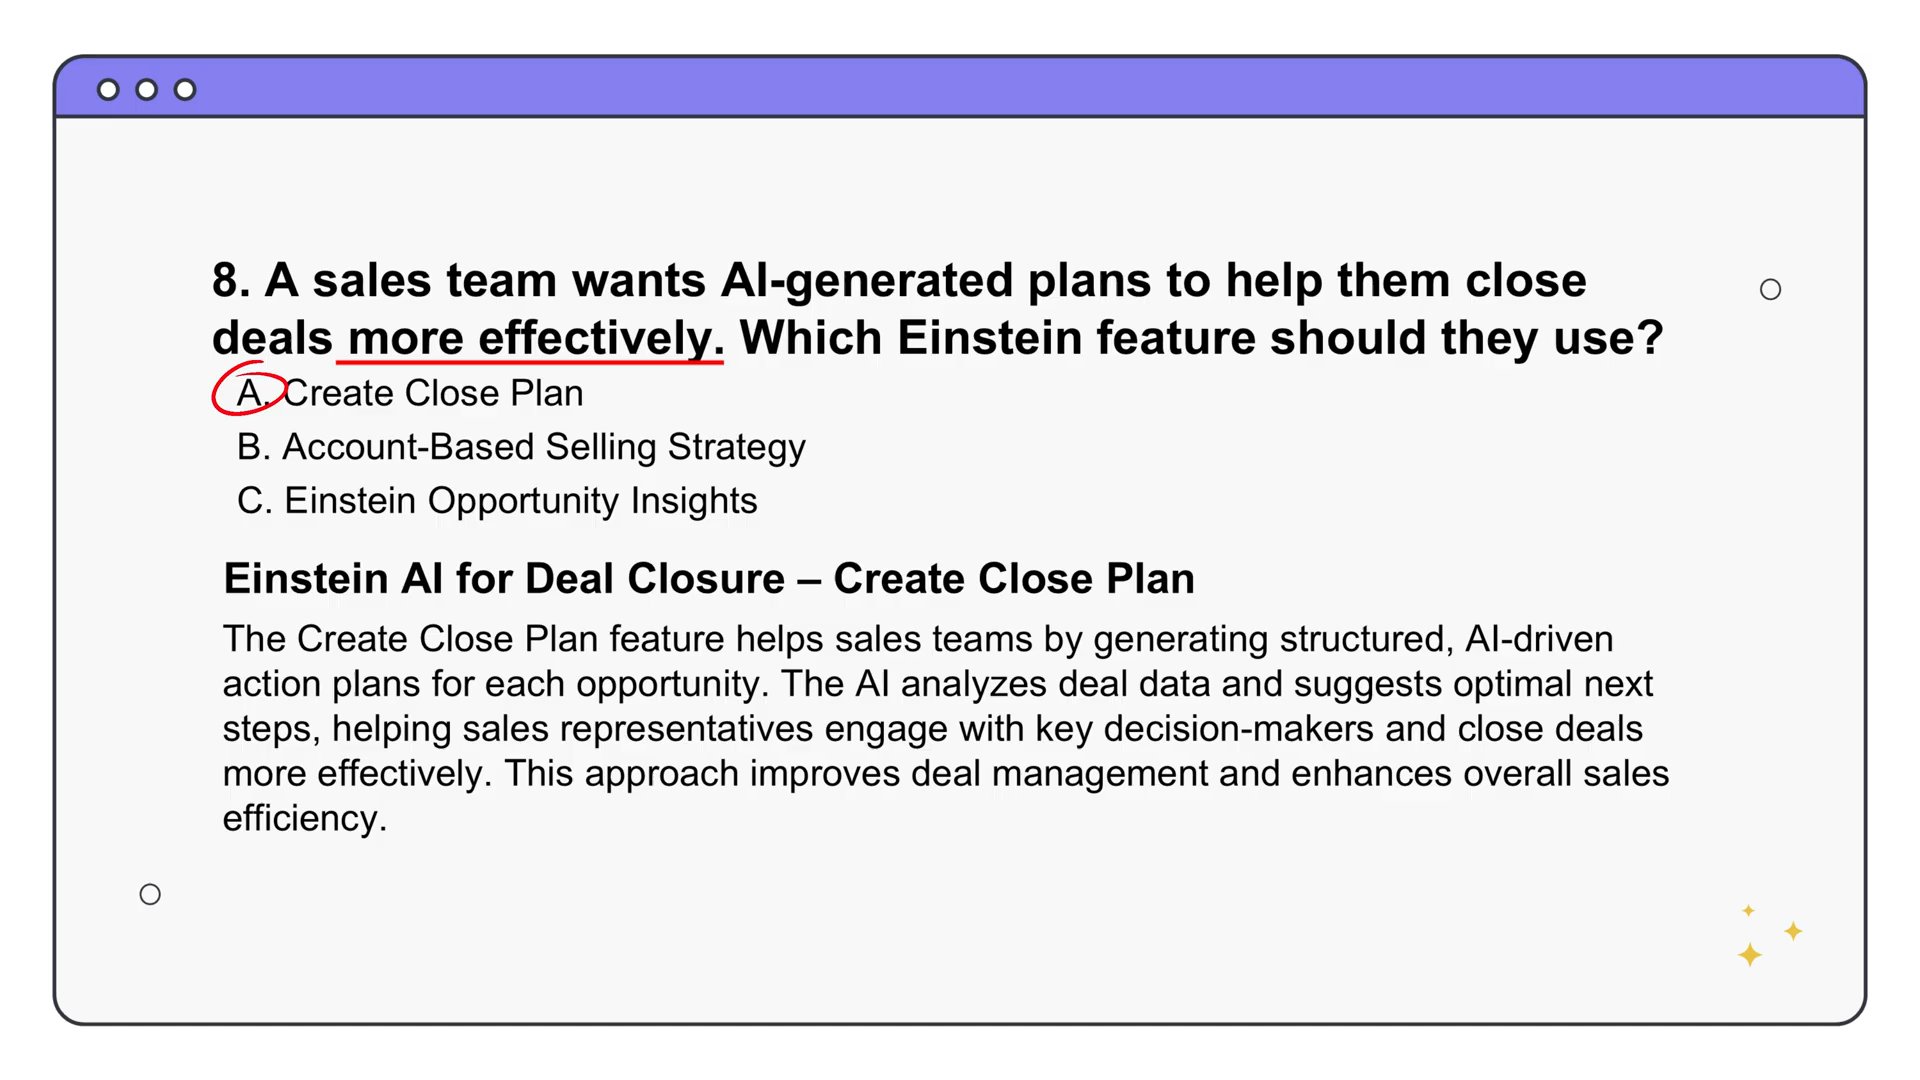 8. A sales team wants AI-generated plans to help them close
deals more effectively. Which Einstein feature should they use?
A. Create Close Plan
B. Account-Based Selling Strategy
C. Einstein Opportunity Insights
Einstein AI for Deal Closure – Create Close Plan
The Create Close Plan feature helps sales teams by generating structured, AI-driven
action plans for each opportunity. The AI analyzes deal data and suggests optimal next
steps, helping sales representatives engage with key decision-makers and close deals
more effectively. This approach improves deal management and enhances overall sales
efficiency.